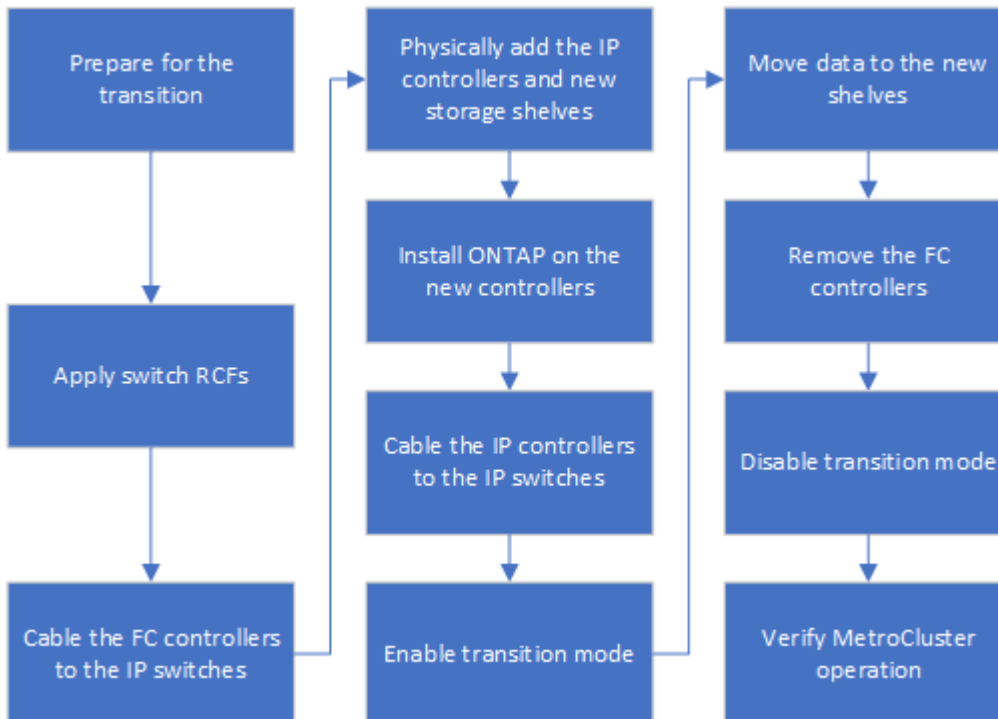 Prepare for the
transition
Apply switch RCFs
Cable the FC controllers
to the IP switches
Physically add the IP
controllers and new
storage shelves
Install ONTAP on the
new controllers
Cable the IP controllers
to the IP switches
Enable transition mode
Move data to the new
shelves
Remove the FC
controllers
Disable transition mode
Verify MetroCluster
operation